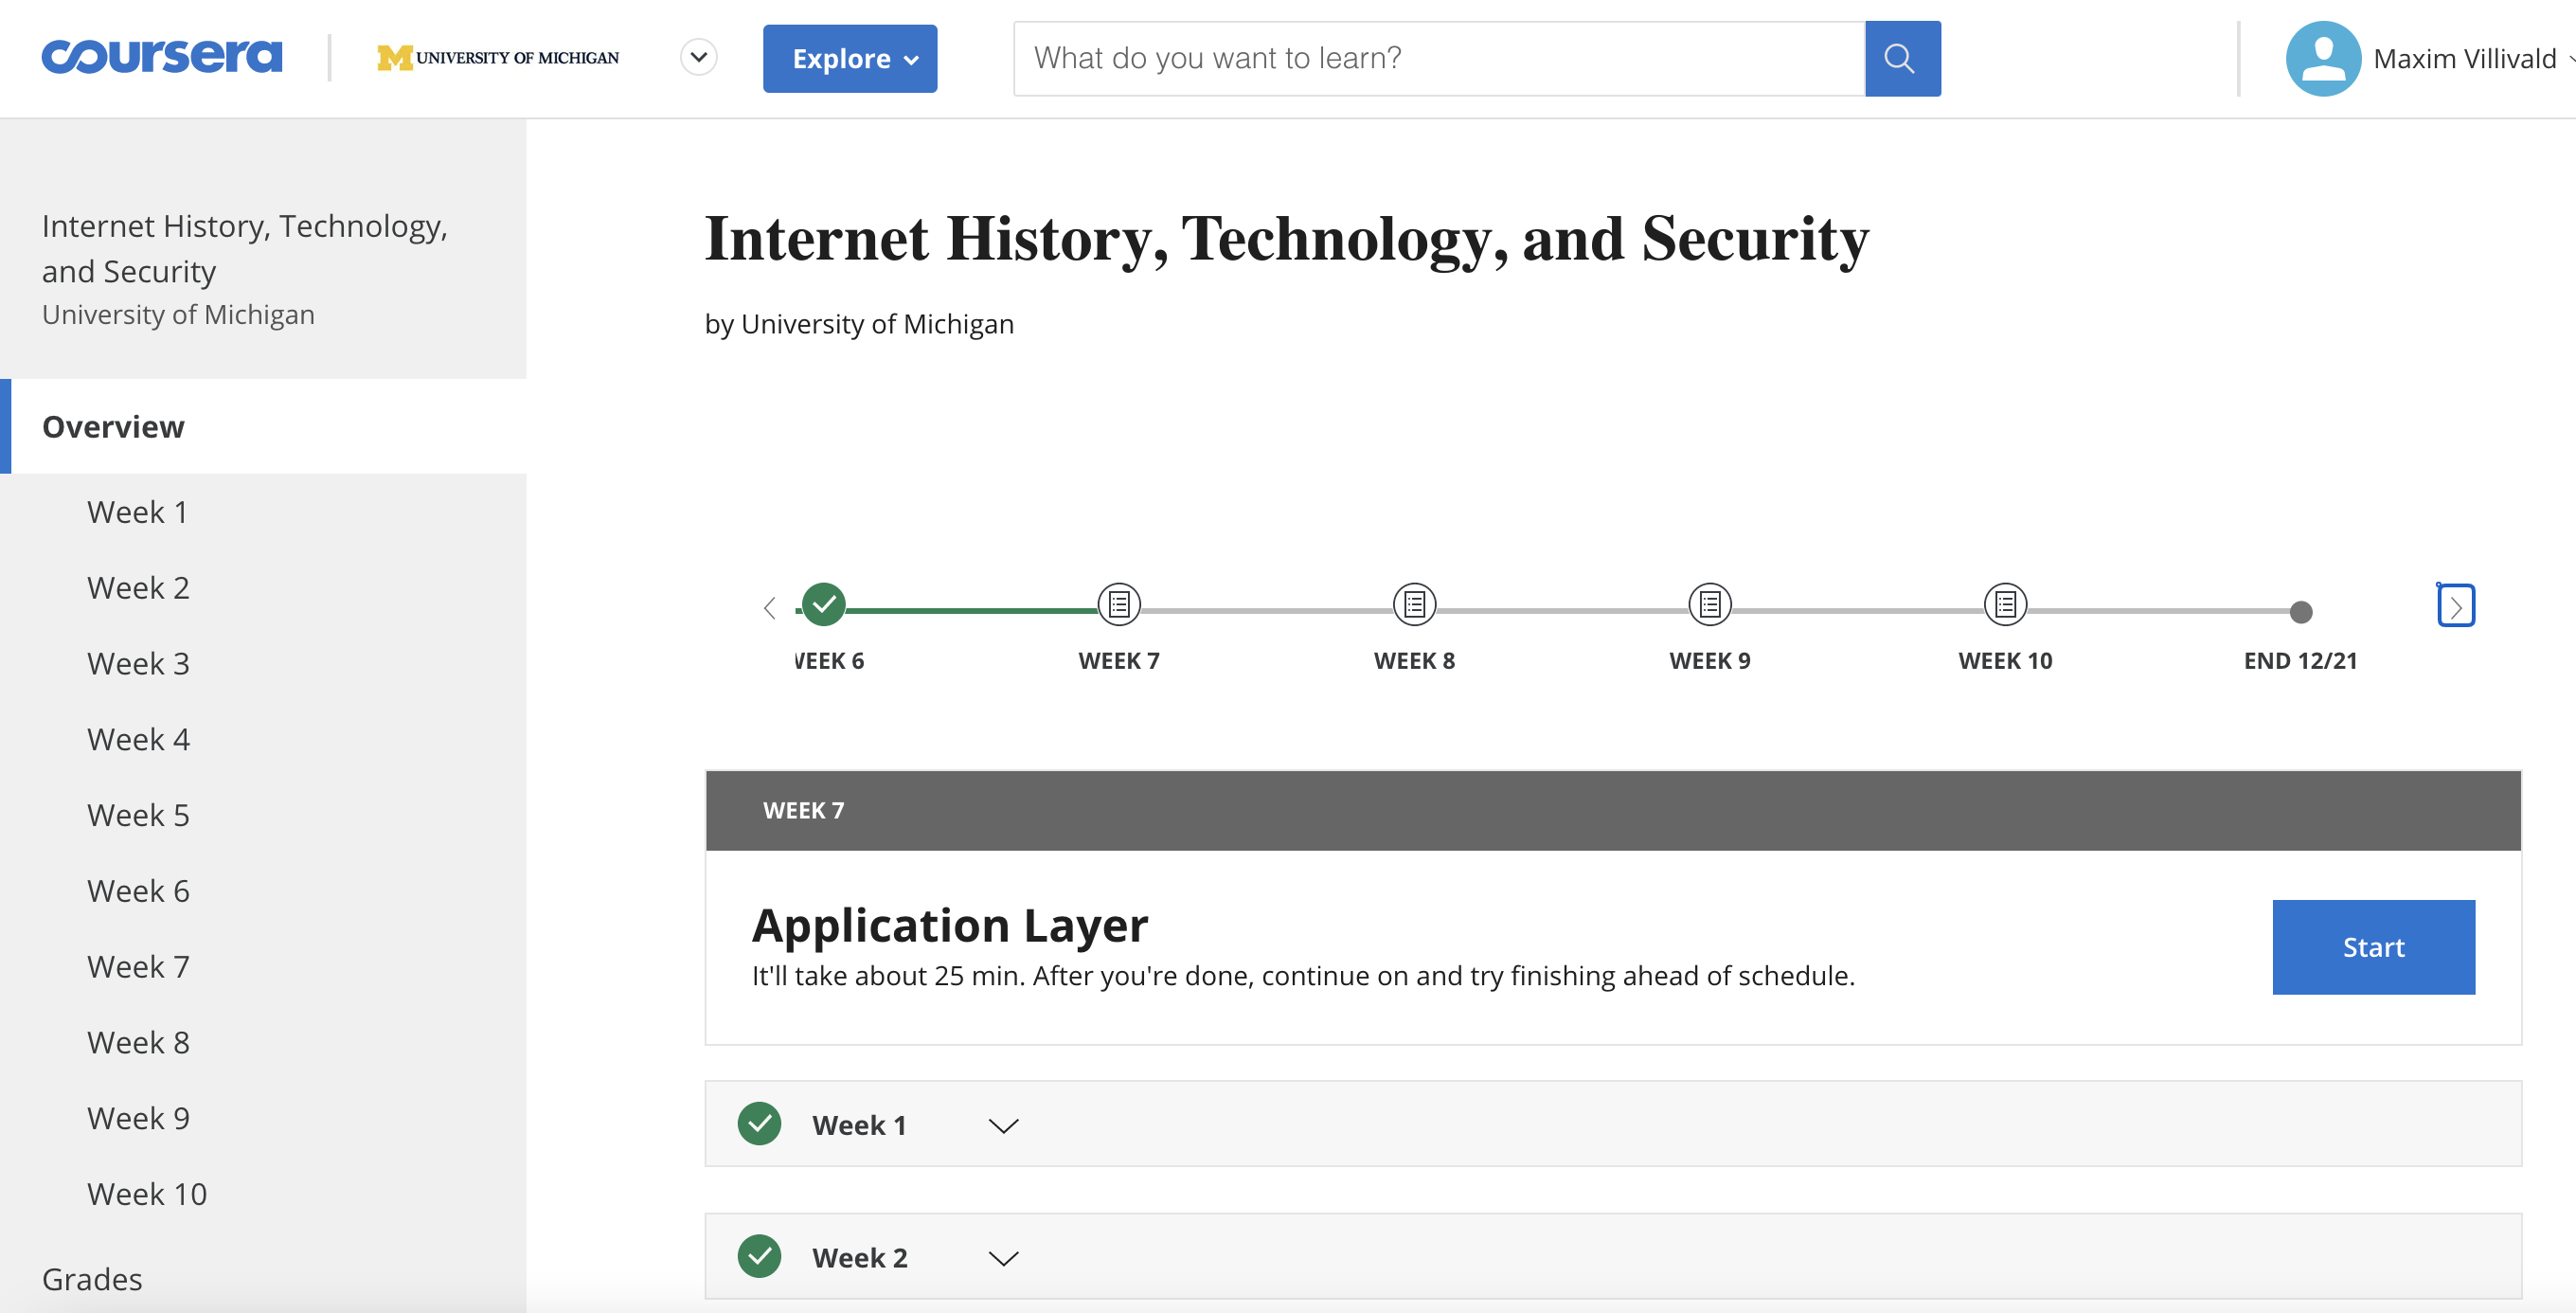 coursera
M UNIVERSITY OF MICHIGAN
Explore
What do you want to learn?
Maxim Villivald
Internet History, Technology,
and Security
University of Michigan
Overview
Week 1
Week 2
Week 3
Week 4
Week 5
Week 6
Week 7
Week 8
Week 9
Week 10
Grades
Internet History, Technology, and Security
by University of Michigan
WEEK 6
WEEK 7
WEEK 8
WEEK 9
WEEK 10
END 12/21
WEEK 7
Application Layer
It'll take about 25 min. After you're done, continue on and try finishing ahead of schedule.
Start
Week 1
Week 2